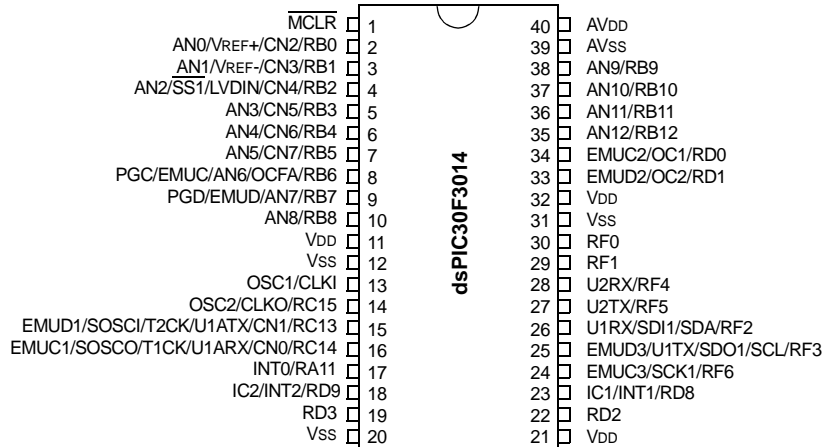 MCLR 1
AN0/VREF+/CN2/RB0 2
AN1/VREF-/CN3/RB1 3
AN2/SS1/LVDIN/CN4/RB2 4
AN3/CN5/RB3 5
AN4/CN6/RB4 6
AN5/CN7/RB5 7
PGC/EMUC/AN6/OCFA/RB6 8
PGD/EMUD/AN7/RB7 9
AN8/RB8 10
VDD 11
VSS 12
OSC1/CLKI 13
OSC2/CLKO/RC15 14
EMUD1/SOSCI/T2CK/U1ATX/CN1/RC13 15
EMUC1/SOSCO/T1CK/U1ARX/CN0/RC14 16
INT0/RA11 17
IC2/INT2/RD9 18
RD3 19
VSS 20
dsPIC30F3014
40 AVDD
39 AVSS
38 AN9/RB9
37 AN10/RB10
36 AN11/RB11
35 AN12/RB12
34 EMUC2/OC1/RD0
33 EMUD2/OC2/RD1
32 VDD
31 VSS
30 RF0
29 RF1
28 U2RX/RF4
27 U2TX/RF5
26 U1RX/SDI1/SDA/RF2
25 EMUD3/U1TX/SDO1/SCL/RF3
24 EMUC3/SCK1/RF6
23 IC1/INT1/RD8
22 RD2
21 VDD